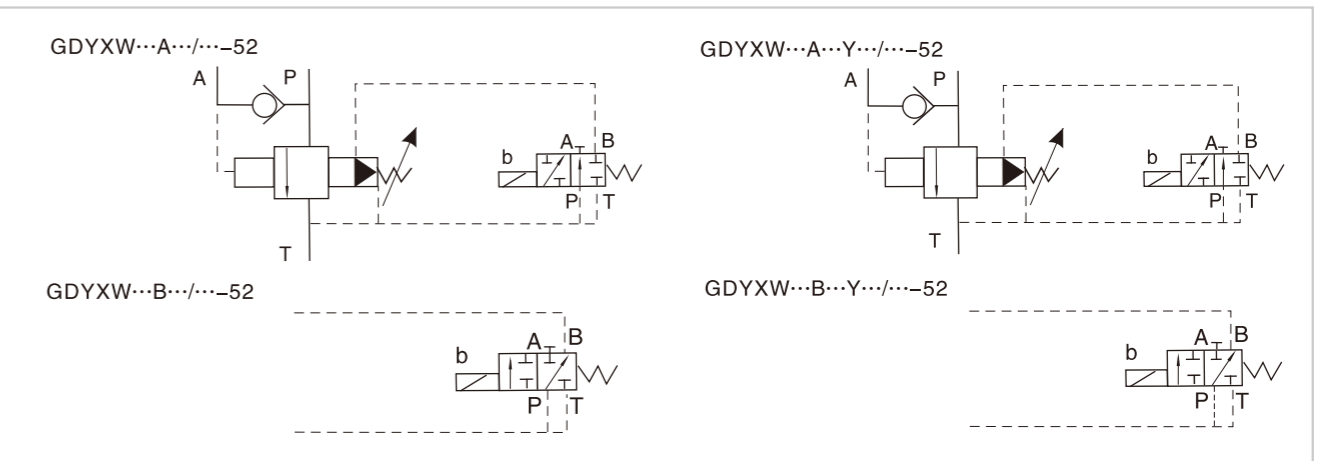 GDYXW···A···/···–52
A P
b A B
P T
T
GDYXW···A···Y···/···–52
A P
b A B
P T
T
GDYXW···B···/···–52
b A B
P T
GDYXW···B···Y···/···–52
b A B
P T